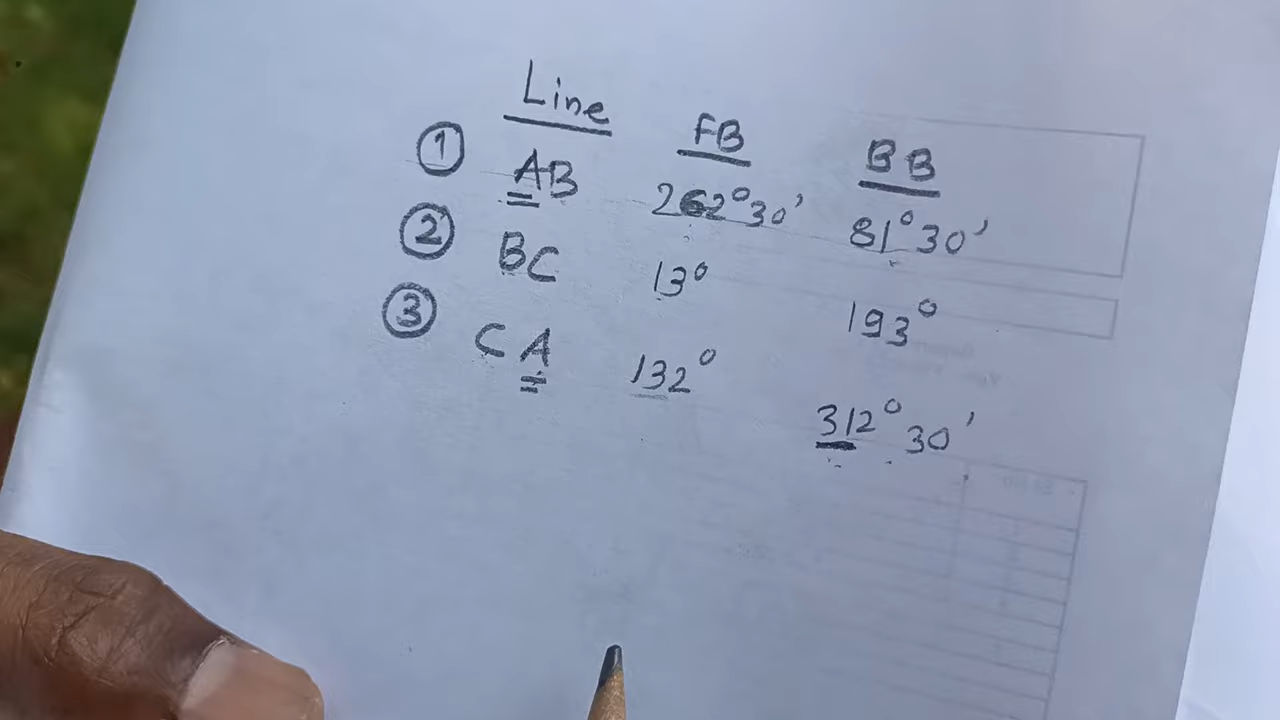 Line FB BB
① AB 262°30' 81°30'
② BC 13° 193°
③ CA 132° 312°30'